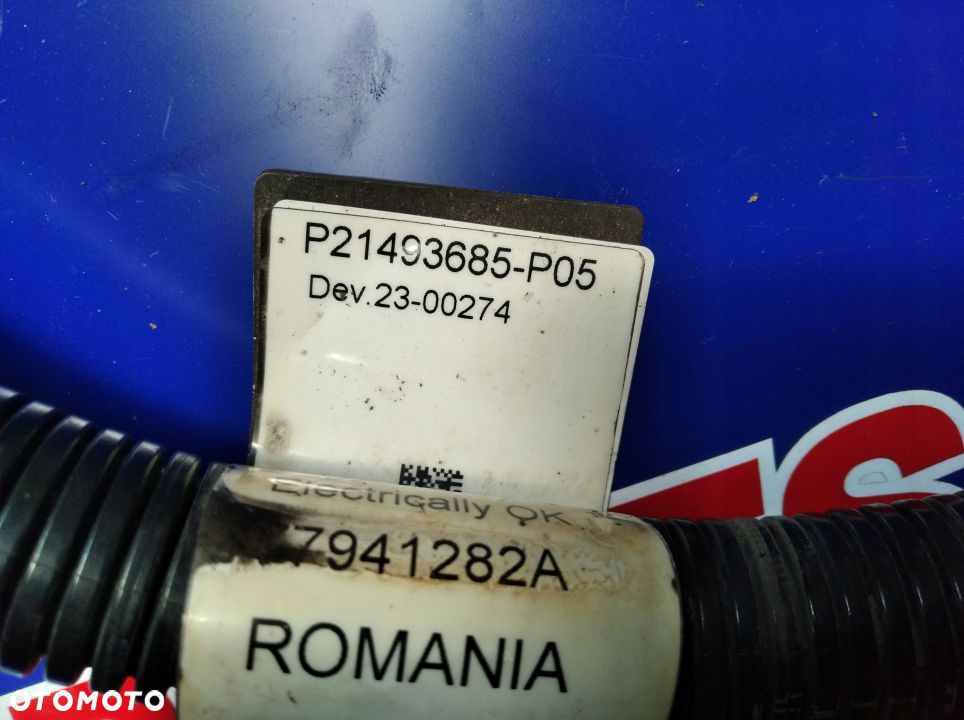 P21493685-P05
Dev.23-00274
Electrically OK
7941282A
ROMANIA
OTOMOTO